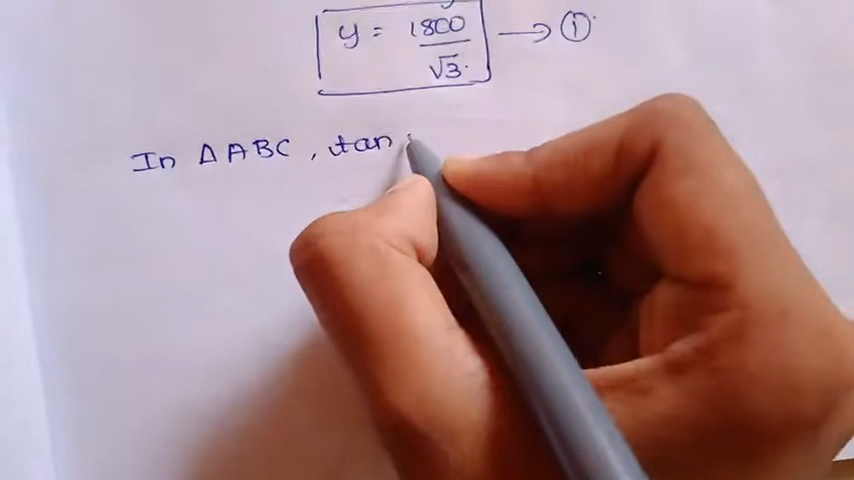 y = 1800/√3. → ①
In ΔABC, tan